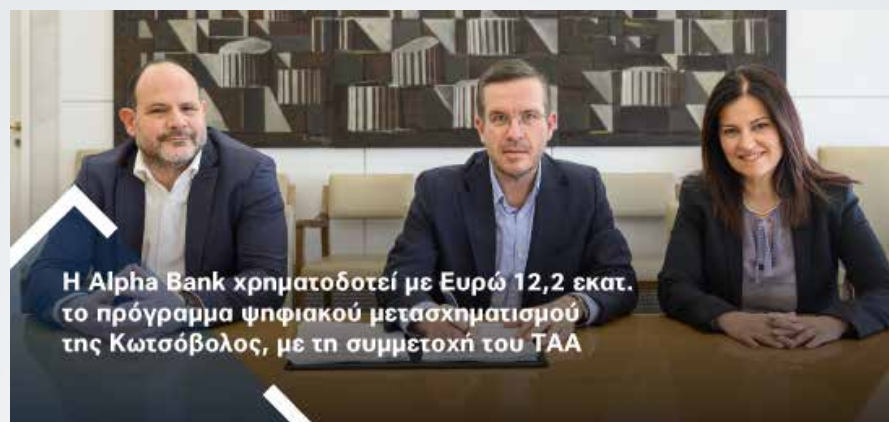 Η Alpha Bank χρηματοδοτεί με Ευρώ 12,2 εκατ.
το πρόγραμμα ψηφιακού μετασχηματισμού
της Κωτσόβολος, με τη συμμετοχή του ΤΑΑ